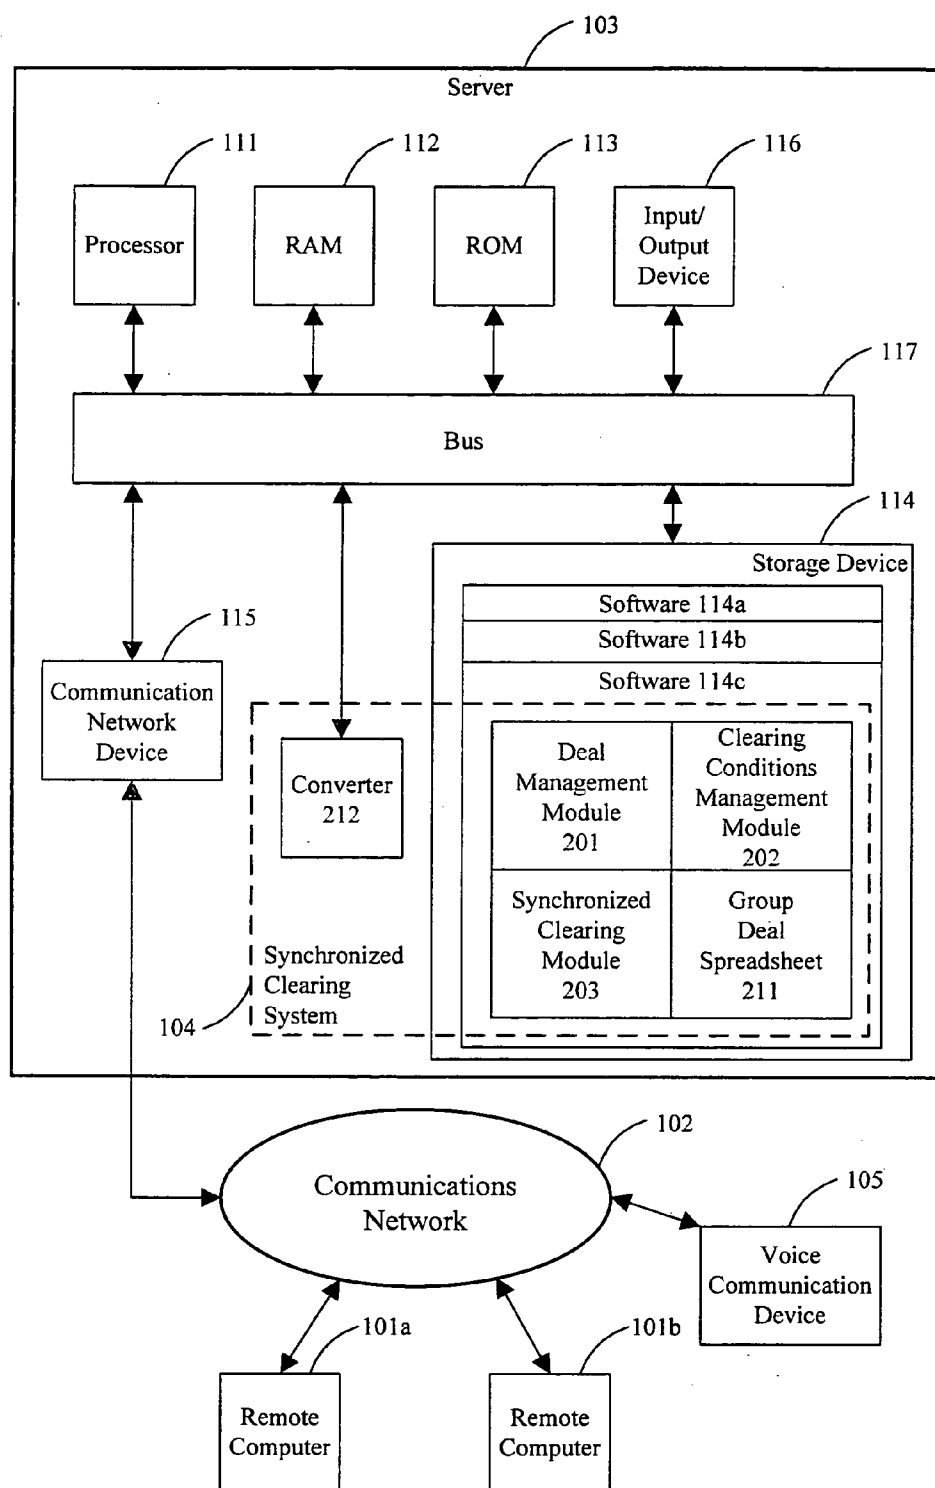 103
Server
111
112
113
116
Processor
RAM
ROM
Input/
Output
Device
117
Bus
114
Storage Device
Software 114a
Software 114b
Software 114c
115
Communication
Network
Device
Converter
212
Deal
Management
Module
201
Clearing
Conditions
Management
Module
202
Synchronized
Clearing
Module
203
Group
Deal
Spreadsheet
211
Synchronized
Clearing
System
104
102
Communications
Network
105
Voice
Communication
Device
101a
101b
Remote
Computer
Remote
Computer